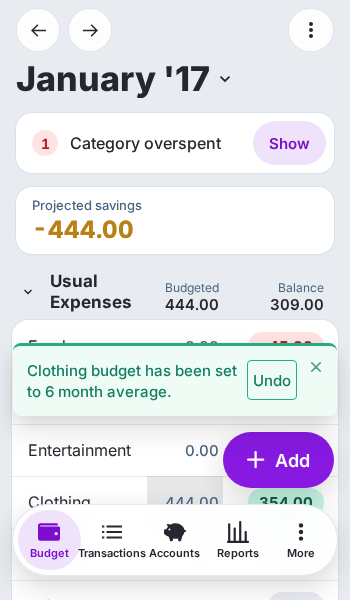 January '17
1 Category overspent Show
Projected savings
-444.00
Usual Expenses Budgeted Balance
444.00 309.00
Clothing budget has been set
to 6 month average.
Undo
Entertainment 0.00
Add
Clothing 444.00 354.00
Budget Transactions Accounts Reports More